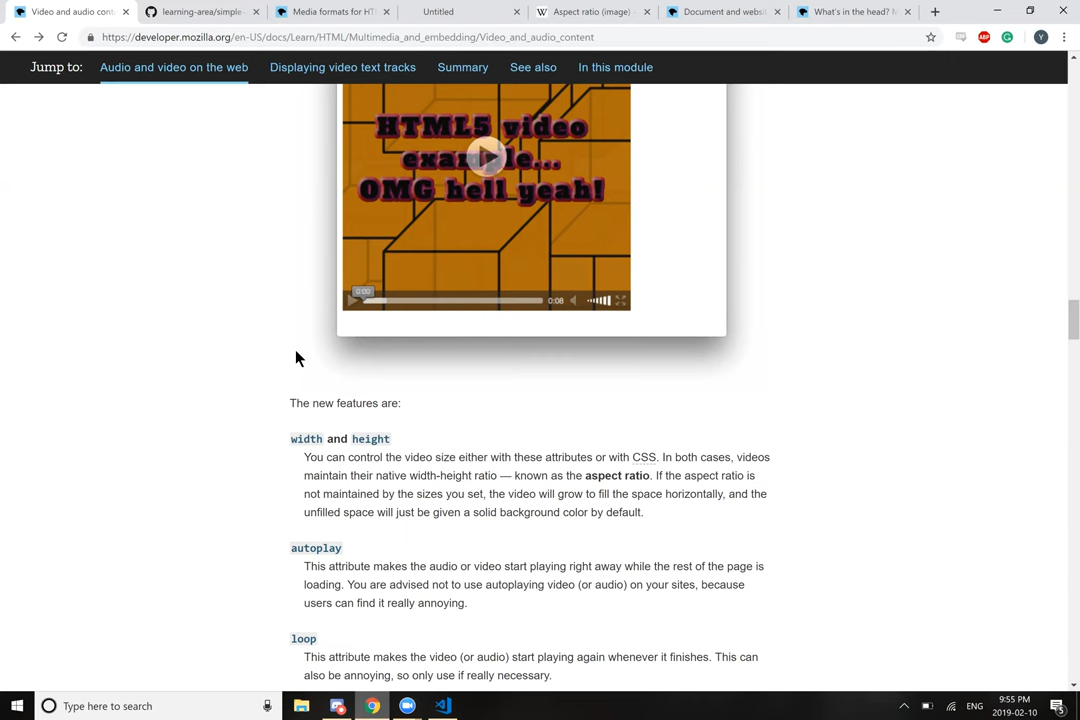 Video and audio cont
learning-area/simple-
Media formats for HT
Untitled
Aspect ratio (image) -
Document and websit
What's in the head? M
https://developer.mozilla.org/en-US/docs/Learn/HTML/Multimedia_and_embedding/Video_and_audio_content
ABP
G
Y
Jump to: Audio and video on the web Displaying video text tracks Summary See also In this module
HTML5 video
example...
OMG hell yeah!
0:00
0:08
The new features are:
width and height
You can control the video size either with these attributes or with CSS. In both cases, videos
maintain their native width-height ratio — known as the aspect ratio. If the aspect ratio is
not maintained by the sizes you set, the video will grow to fill the space horizontally, and the
unfilled space will just be given a solid background color by default.
autoplay
This attribute makes the audio or video start playing right away while the rest of the page is
loading. You are advised not to use autoplaying video (or audio) on your sites, because
users can find it really annoying.
loop
This attribute makes the video (or audio) start playing again whenever it finishes. This can
also be annoying, so only use if really necessary.
Type here to search
ENG
9:55 PM
2019-02-10
5